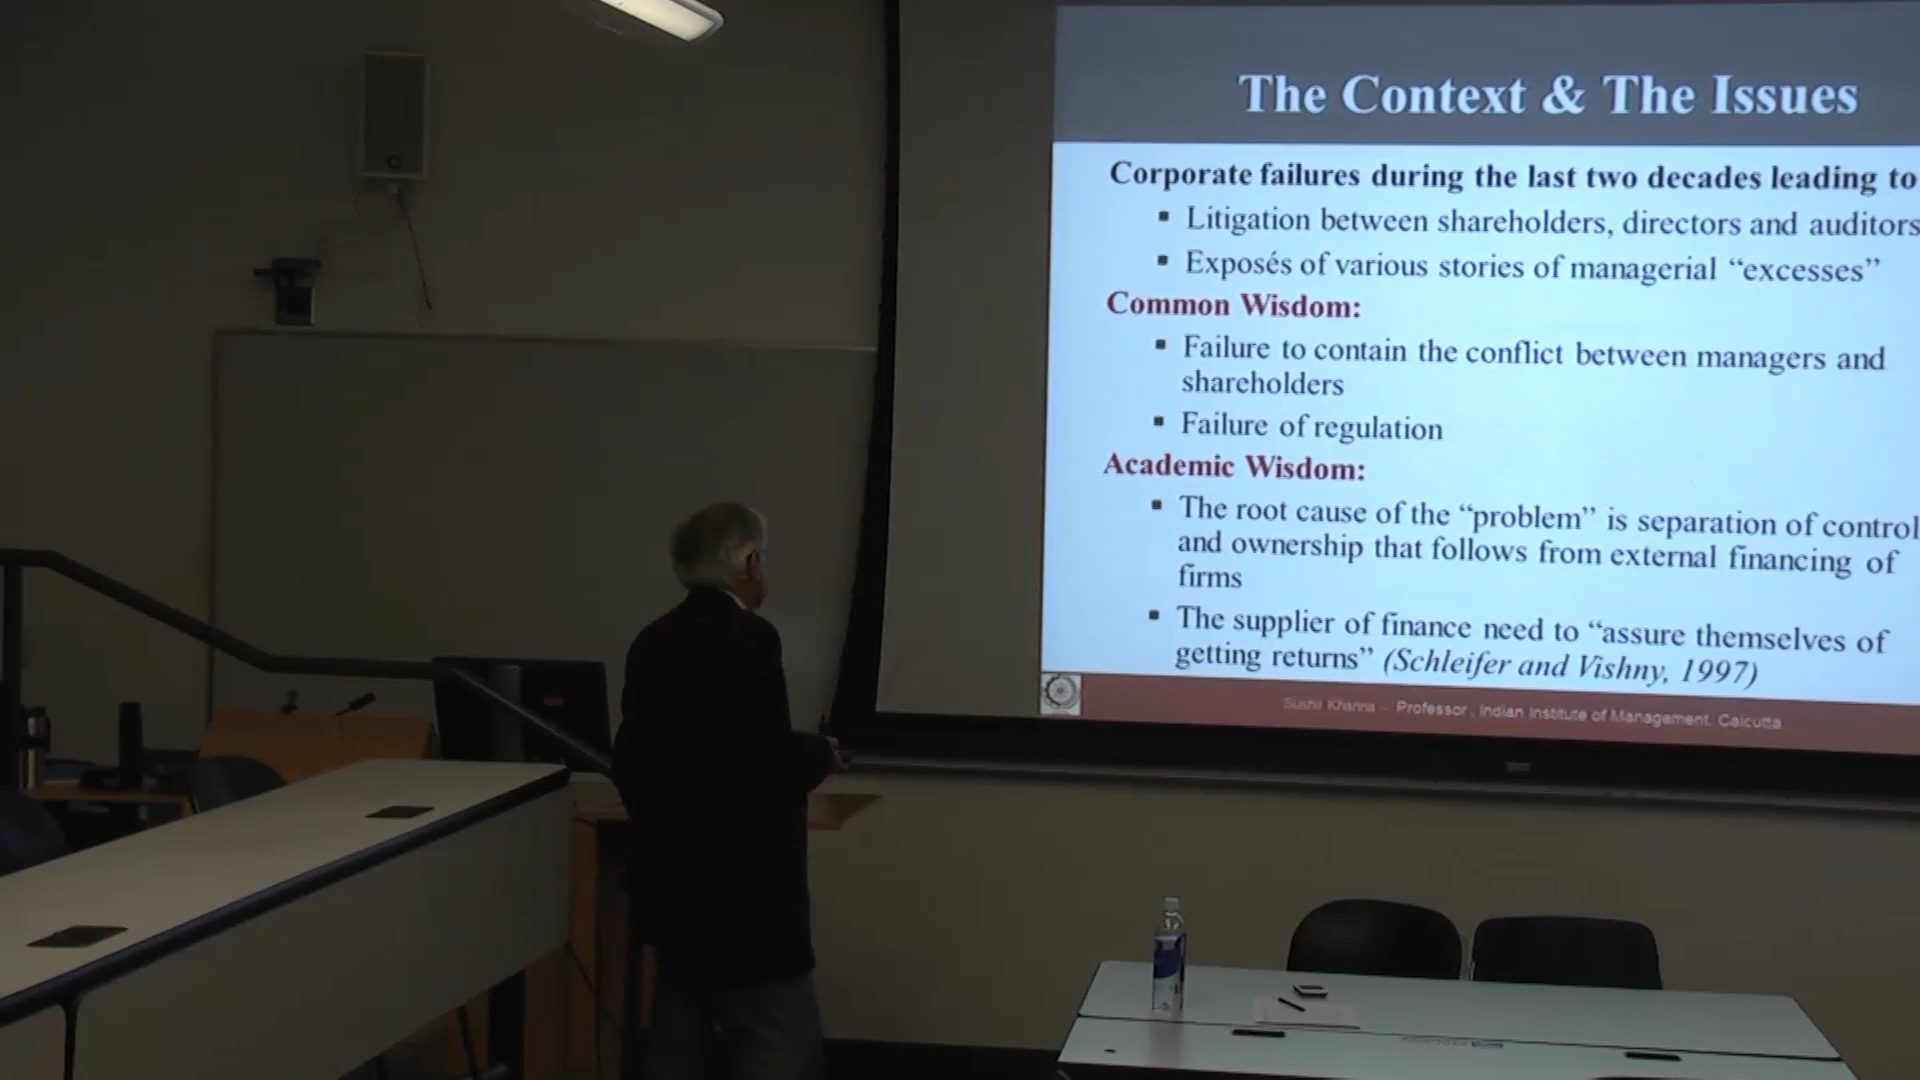 The Context & The Issues
Corporate failures during the last two decades leading to
▪ Litigation between shareholders, directors and auditors
▪ Exposés of various stories of managerial “excesses”
Common Wisdom:
▪ Failure to contain the conflict between managers and
shareholders
▪ Failure of regulation
Academic Wisdom:
▪ The root cause of the “problem” is separation of control
and ownership that follows from external financing of
firms
▪ The supplier of finance need to “assure themselves of
getting returns” (Schleifer and Vishny, 1997)
Sushil Khanna – Professor, Indian Institute of Management, Calcutta